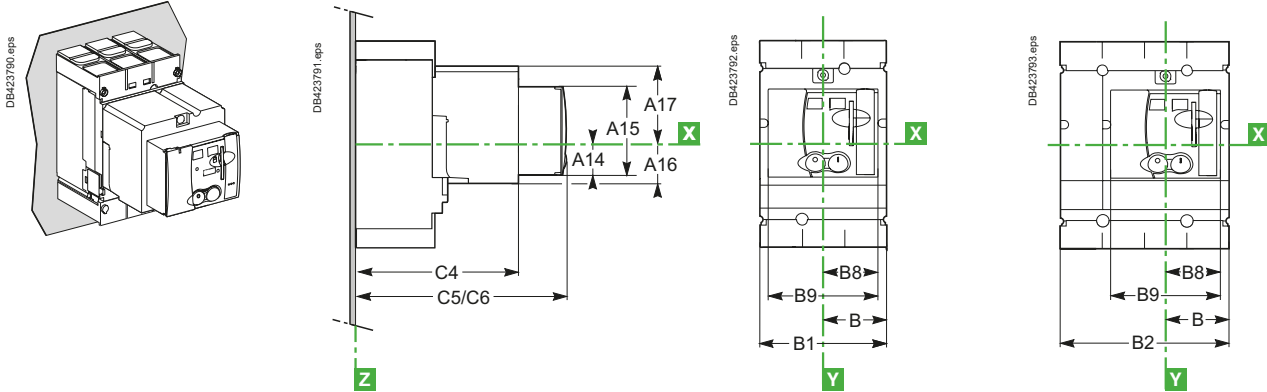 DB423790.eps
DB423791.eps
A17
A15
X
A14
A16
C4
C5/C6
Z
DB423792.eps
X
B8
B9
B
B1
Y
DB423793.eps
X
B8
B9
B
B2
Y